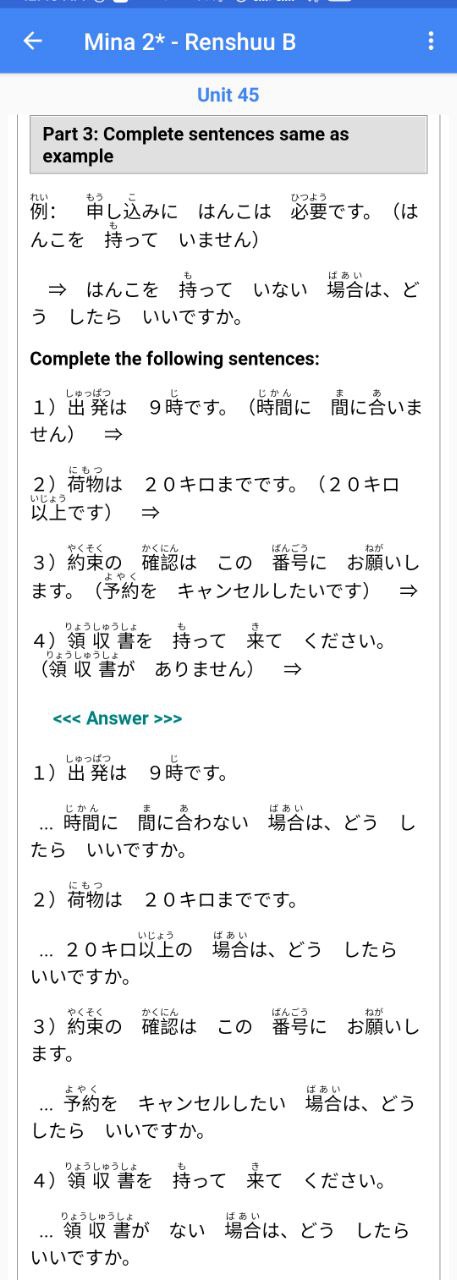 Mina 2* - Renshuu B
Unit 45
Part 3: Complete sentences same as
example
例： 申し込みに はんこは 必要です。（は
んこを 持って いません）
⇒ はんこを 持って いない 場合は、ど
う したら いいですか。
Complete the following sentences:
１）出発は ９時です。（時間に 間に合いま
せん） ⇒
２）荷物は ２０キロまでです。（２０キロ
以上です） ⇒
３）約束の 確認は この 番号に お願いし
ます。（予約を キャンセルしたいです） ⇒
４）領収書を 持って 来て ください。
（領収書が ありません） ⇒
<<< Answer >>>
１）出発は ９時です。
... 時間に 間に合わない 場合は、どう し
たら いいですか。
２）荷物は ２０キロまでです。
... ２０キロ以上の 場合は、どう したら
いいですか。
３）約束の 確認は この 番号に お願いし
ます。
... 予約を キャンセルしたい 場合は、どう
したら いいですか。
４）領収書を 持って 来て ください。
... 領収書が ない 場合は、どう したら
いいですか。